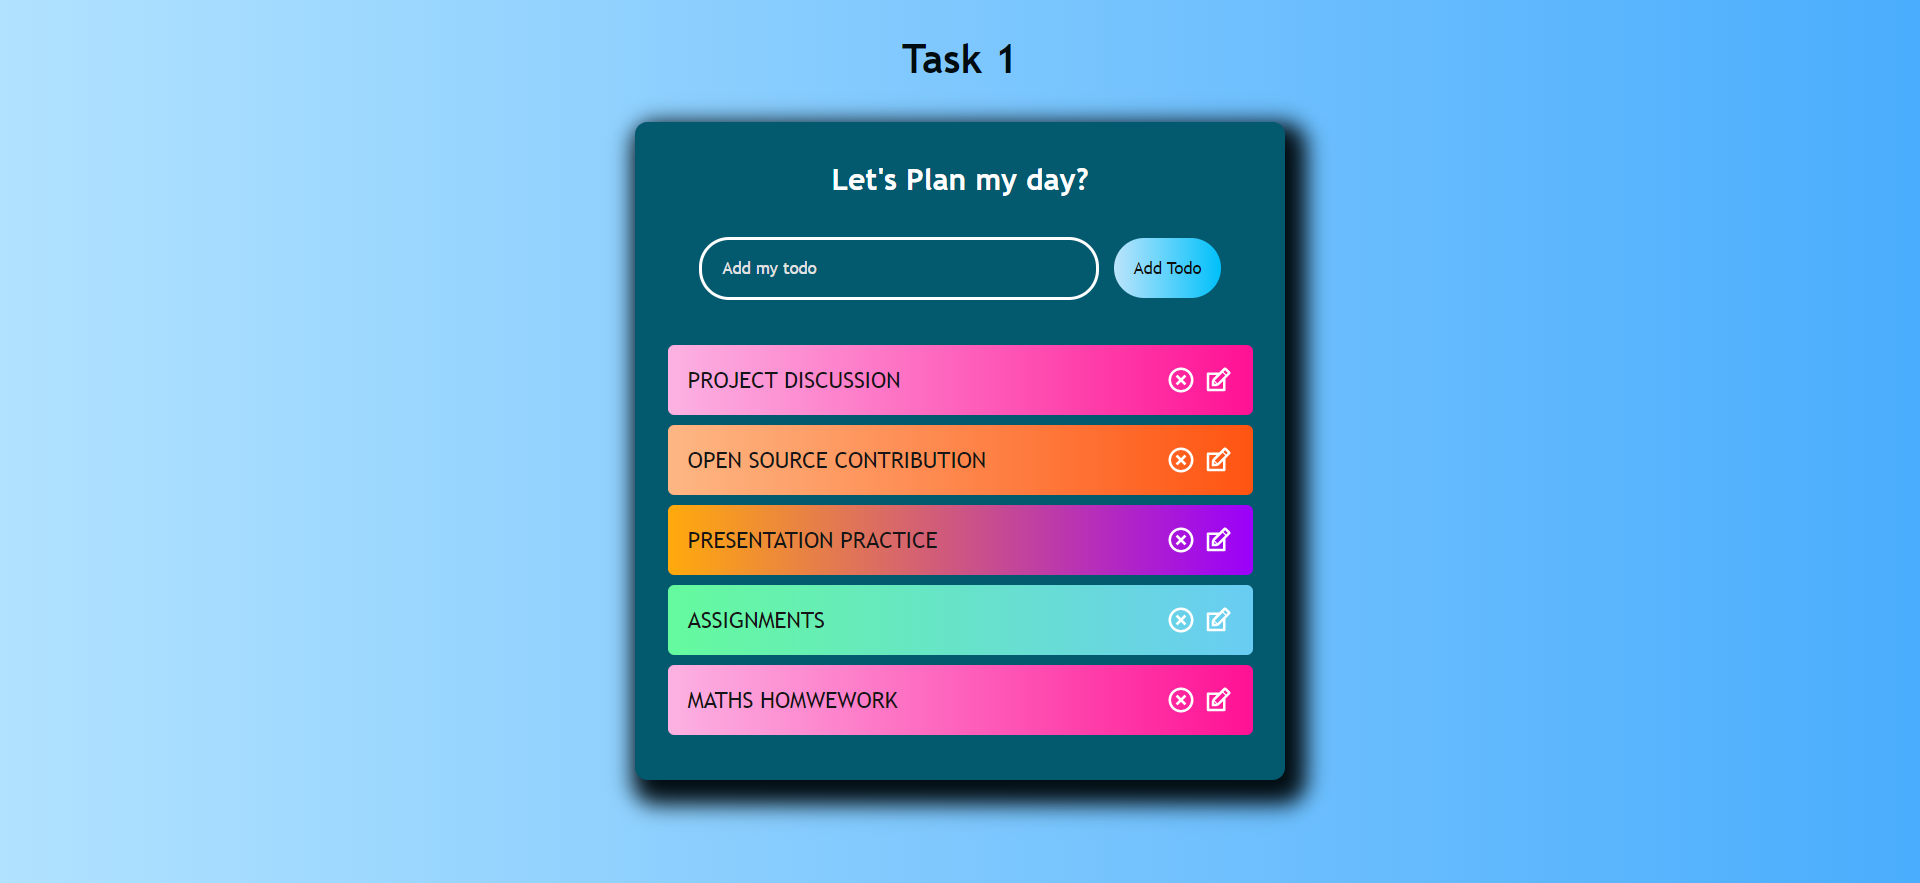 Task 1
Let's Plan my day?
Add my todo
Add Todo
PROJECT DISCUSSION
OPEN SOURCE CONTRIBUTION
PRESENTATION PRACTICE
ASSIGNMENTS
MATHS HOMWEWORK